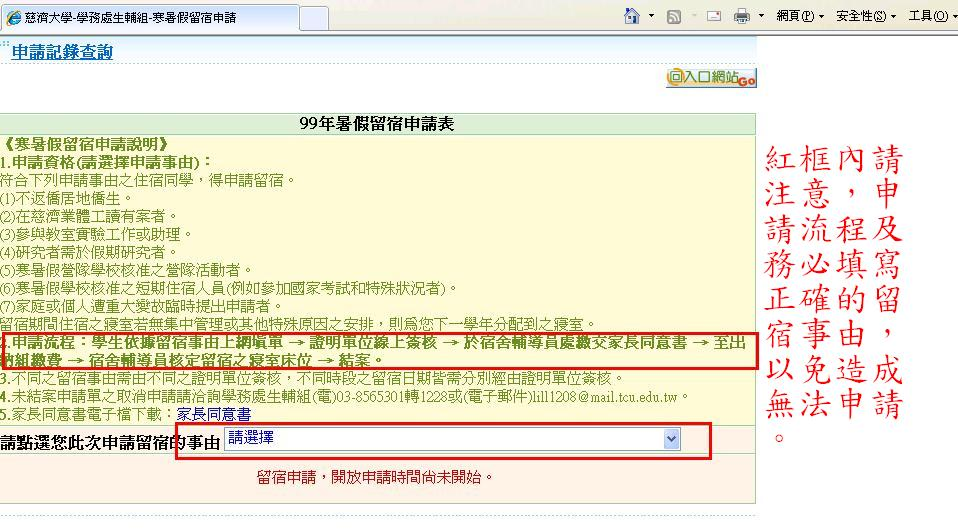 慈濟大學-學務處生輔組-寒暑假留宿申請
網頁(P)
安全性(S)
工具(O)
申請記錄查詢
回入口網站Go
99年暑假留宿申請表
《寒暑假留宿申請說明》
1.申請資格(請選擇申請事由)：
符合下列申請事由之住宿同學，得申請留宿。
(1)不返僑居地僑生。
(2)在慈濟業體工讀有案者。
(3)參與教室實驗工作或助理。
(4)研究者需於假期研究者。
(5)寒暑假營隊學校核准之營隊活動者。
(6)寒暑假學校核准之短期住宿人員(例如參加國家考試和特殊狀況者)。
(7)家庭或個人遭重大變故臨時提出申請者。
留宿期間住宿之寢室若無集中管理或其他特殊原因之安排，則為您下一學年分配到之寢室。
2.申請流程：學生依據留宿事由上網填單 → 證明單位線上簽核 → 於宿舍輔導員處繳交家長同意書 → 至出
納組繳費 → 宿舍輔導員核定留宿之寢室床位 → 結案。
3.不同之留宿事由需由不同之證明單位簽核，不同時段之留宿日期皆需分別經由證明單位簽核。
4.未結案申請單之取消申請請洽詢學務處生輔組(電)03-8565301轉1228或(電子郵件)lill1208@mail.tcu.edu.tw。
5.家長同意書電子檔下載：家長同意書
請點選您此次申請留宿的事由 請選擇
留宿申請，開放申請時間尚未開始。
紅框內請
注意，申
請流程及
務必填寫
正確的留
宿事由，
以免造成
無法申請
。